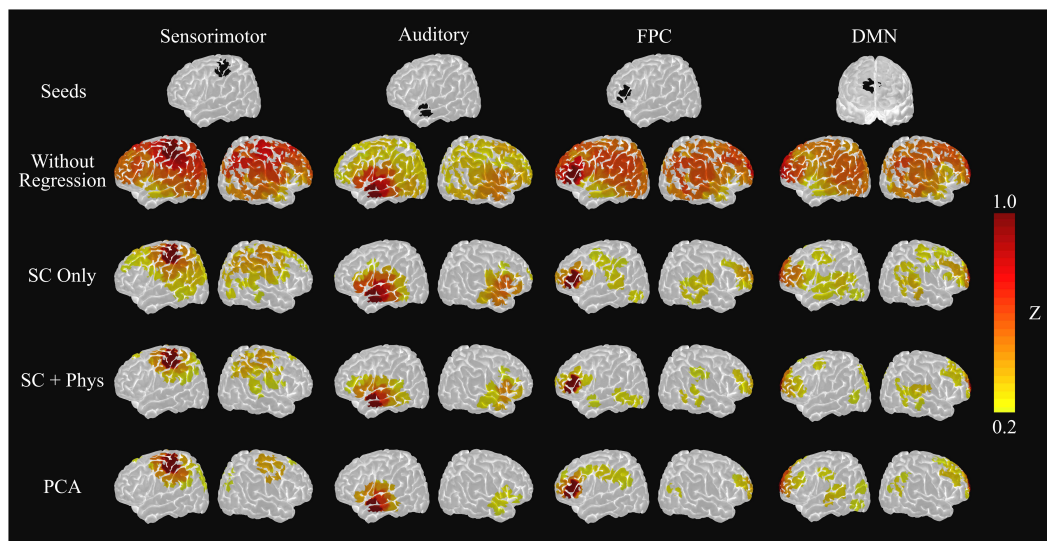 Sensorimotor Auditory FPC DMN
Seeds
Without
Regression
1.0
SC Only
Z
SC + Phys
0.2
PCA